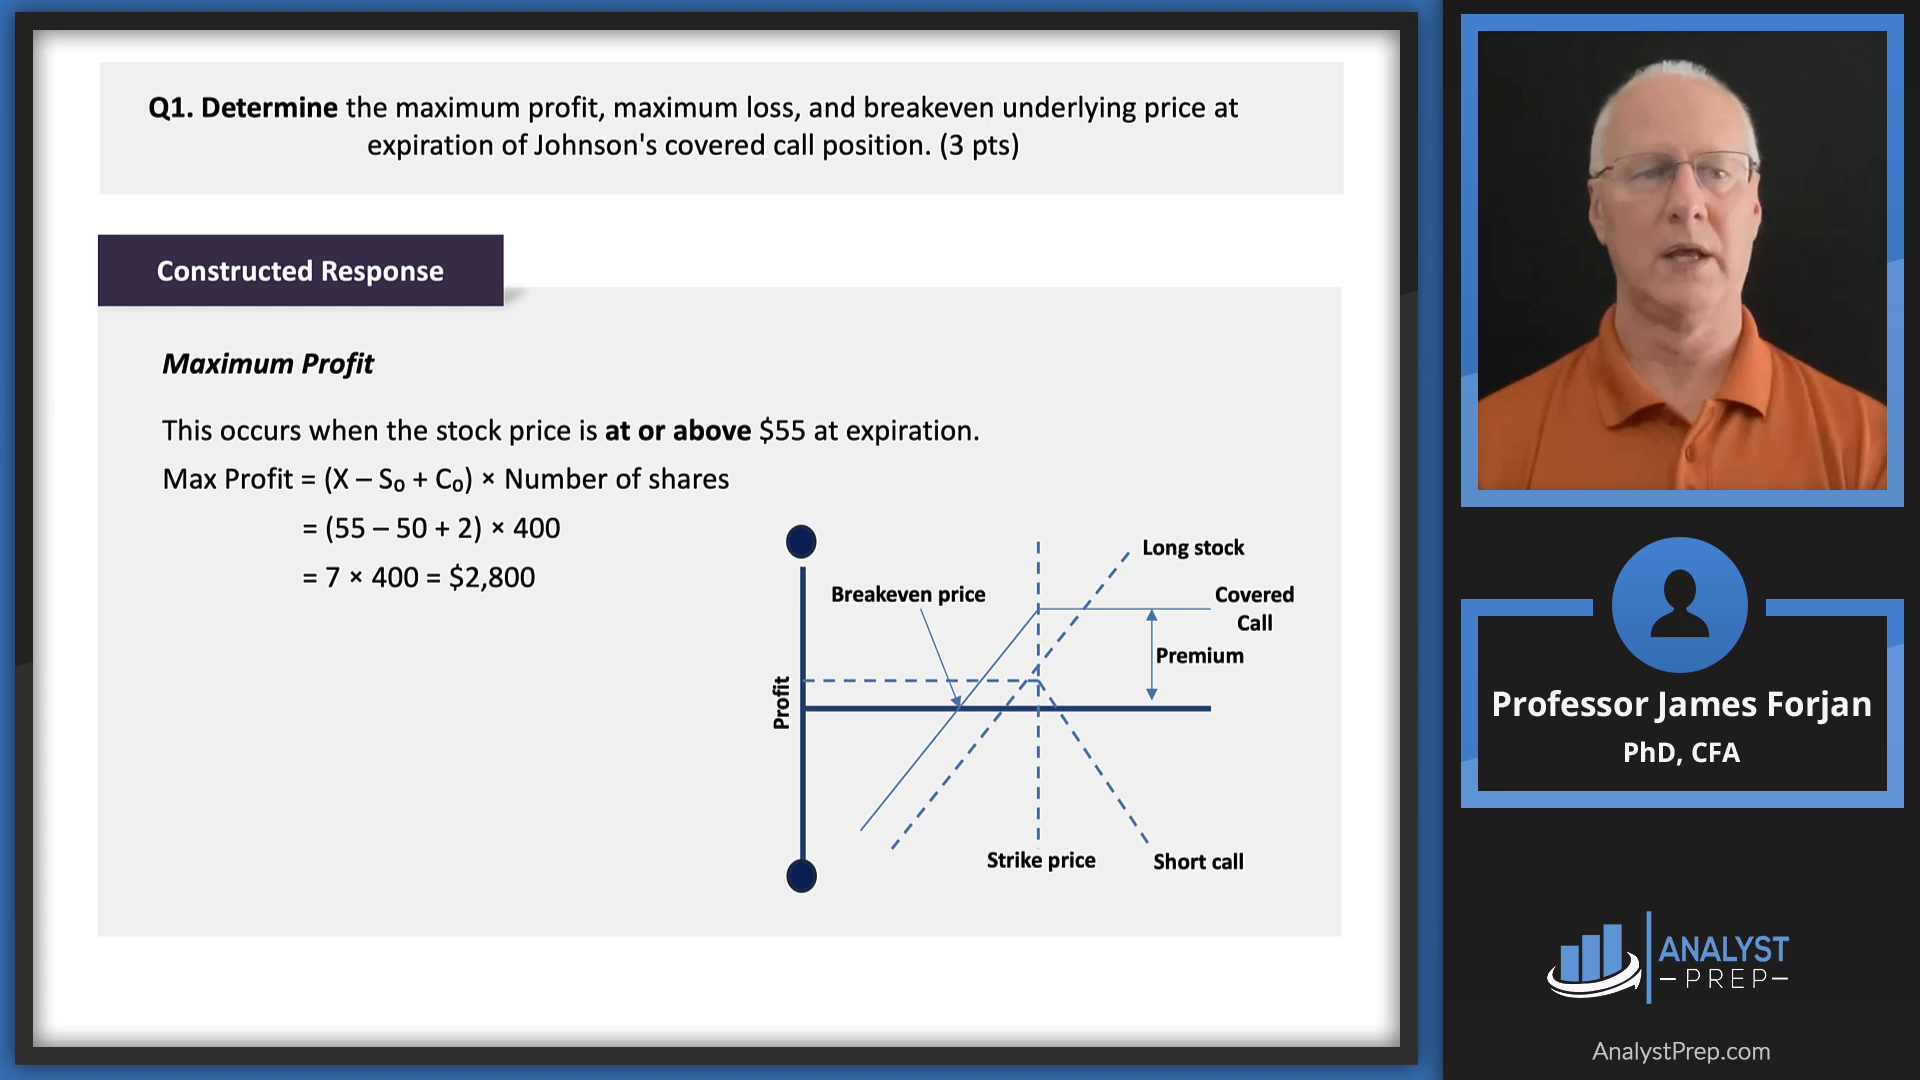 Q1. Determine the maximum profit, maximum loss, and breakeven underlying price at
expiration of Johnson's covered call position. (3 pts)
Constructed Response
Maximum Profit
This occurs when the stock price is at or above $55 at expiration.
Max Profit = (X – S₀ + C₀) × Number of shares
= (55 – 50 + 2) × 400
= 7 × 400 = $2,800
Long stock
Breakeven price
Covered
Call
Premium
Profit
Strike price
Short call
Professor James Forjan
PhD, CFA
ANALYST
PREP
AnalystPrep.com